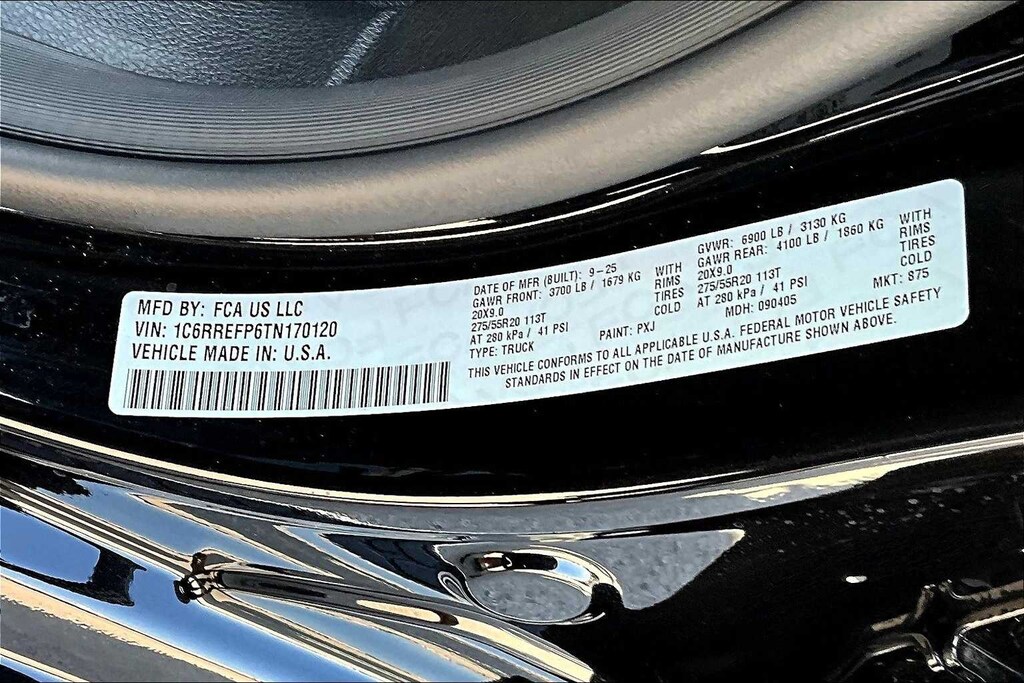 MFD BY: FCA US LLC
VIN: 1C6RREFP6TN170120
VEHICLE MADE IN: U.S.A.
DATE OF MFR (BUILT): 9-25
GAWR FRONT: 3700 LB / 1679 KG WITH
20X9.0 RIMS
275/55R20 113T TIRES
AT 280 kPa / 41 PSI COLD
TYPE: TRUCK PAINT: PXJ
GVWR: 6900 LB / 3130 KG
GAWR REAR: 4100 LB / 1860 KG WITH
20X9.0 RIMS
275/55R20 113T TIRES
AT 280 kPa / 41 PSI COLD
MDH: 090405 MKT: 875
THIS VEHICLE CONFORMS TO ALL APPLICABLE U.S.A. FEDERAL MOTOR VEHICLE SAFETY
STANDARDS IN EFFECT ON THE DATE OF MANUFACTURE SHOWN ABOVE.